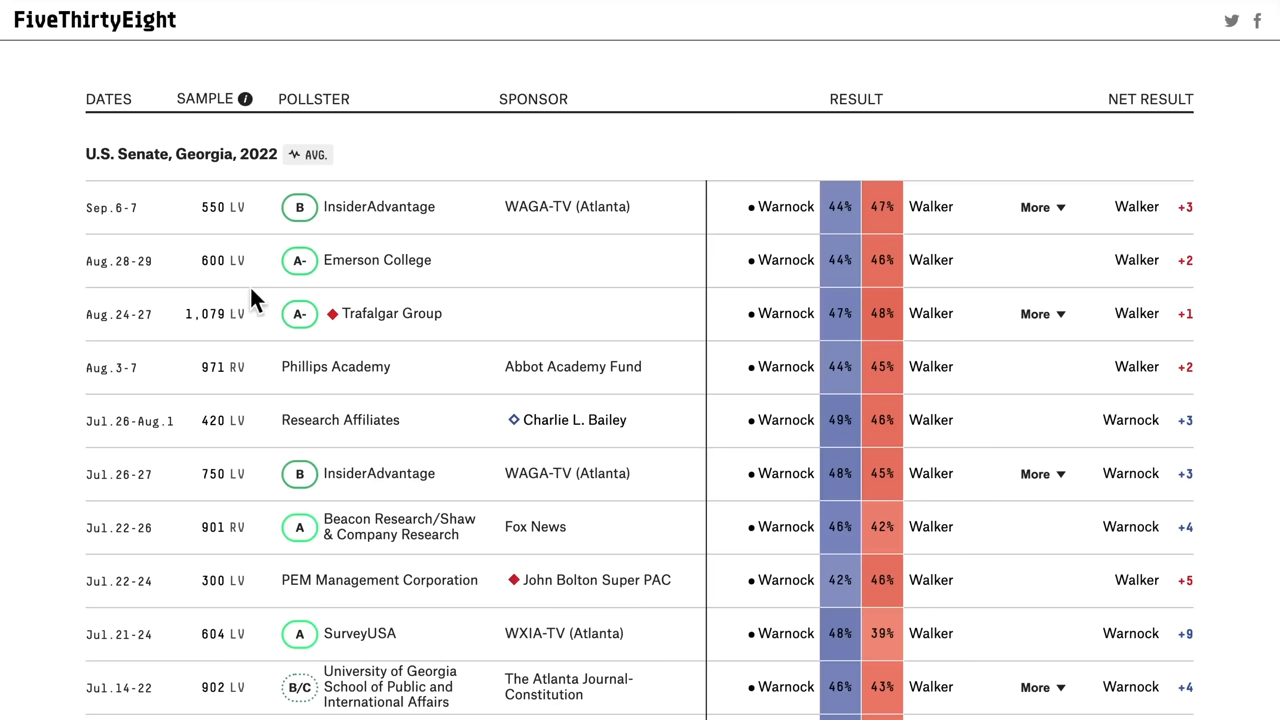 FiveThirtyEight
DATES SAMPLE i POLLSTER SPONSOR RESULT NET RESULT
U.S. Senate, Georgia, 2022 AVG.
Sep.6-7 550 LV B InsiderAdvantage WAGA-TV (Atlanta) Warnock 44% 47% Walker More Walker +3
Aug.28-29 600 LV A- Emerson College Warnock 44% 46% Walker Walker +2
Aug.24-27 1,079 LV A- Trafalgar Group Warnock 47% 48% Walker More Walker +1
Aug.3-7 971 RV Phillips Academy Abbot Academy Fund Warnock 44% 45% Walker Walker +2
Jul.26-Aug.1 420 LV Research Affiliates Charlie L. Bailey Warnock 49% 46% Walker Warnock +3
Jul.26-27 750 LV B InsiderAdvantage WAGA-TV (Atlanta) Warnock 48% 45% Walker More Warnock +3
Jul.22-26 901 RV A Beacon Research/Shaw
& Company Research Fox News Warnock 46% 42% Walker Warnock +4
Jul.22-24 300 LV PEM Management Corporation John Bolton Super PAC Warnock 42% 46% Walker Walker +5
Jul.21-24 604 LV A SurveyUSA WXIA-TV (Atlanta) Warnock 48% 39% Walker Warnock +9
Jul.14-22 902 LV B/C University of Georgia
School of Public and
International Affairs The Atlanta Journal-
Constitution Warnock 46% 43% Walker More Warnock +4